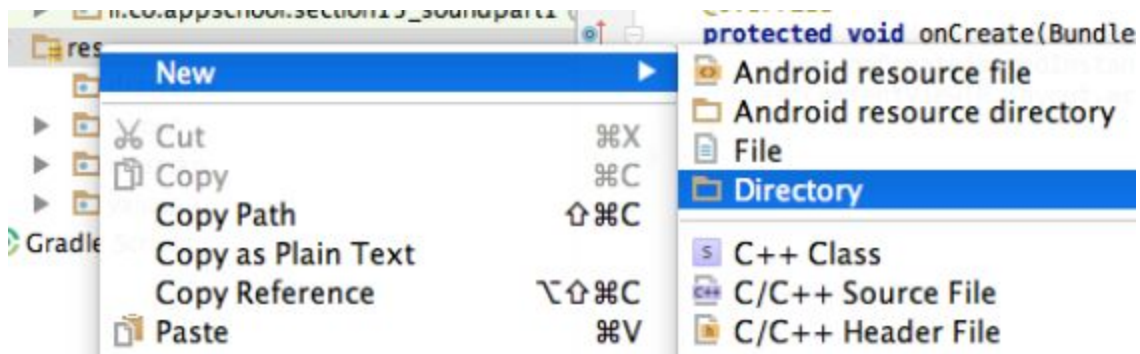 res
protected void onCreate(Bundle
New
Android resource file
Android resource directory
Cut ⌘X
File
Copy ⌘C
Directory
Copy Path ⇧⌘C
Gradle
Copy as Plain Text
C++ Class
Copy Reference ⌥⇧⌘C
C/C++ Source File
Paste ⌘V
C/C++ Header File